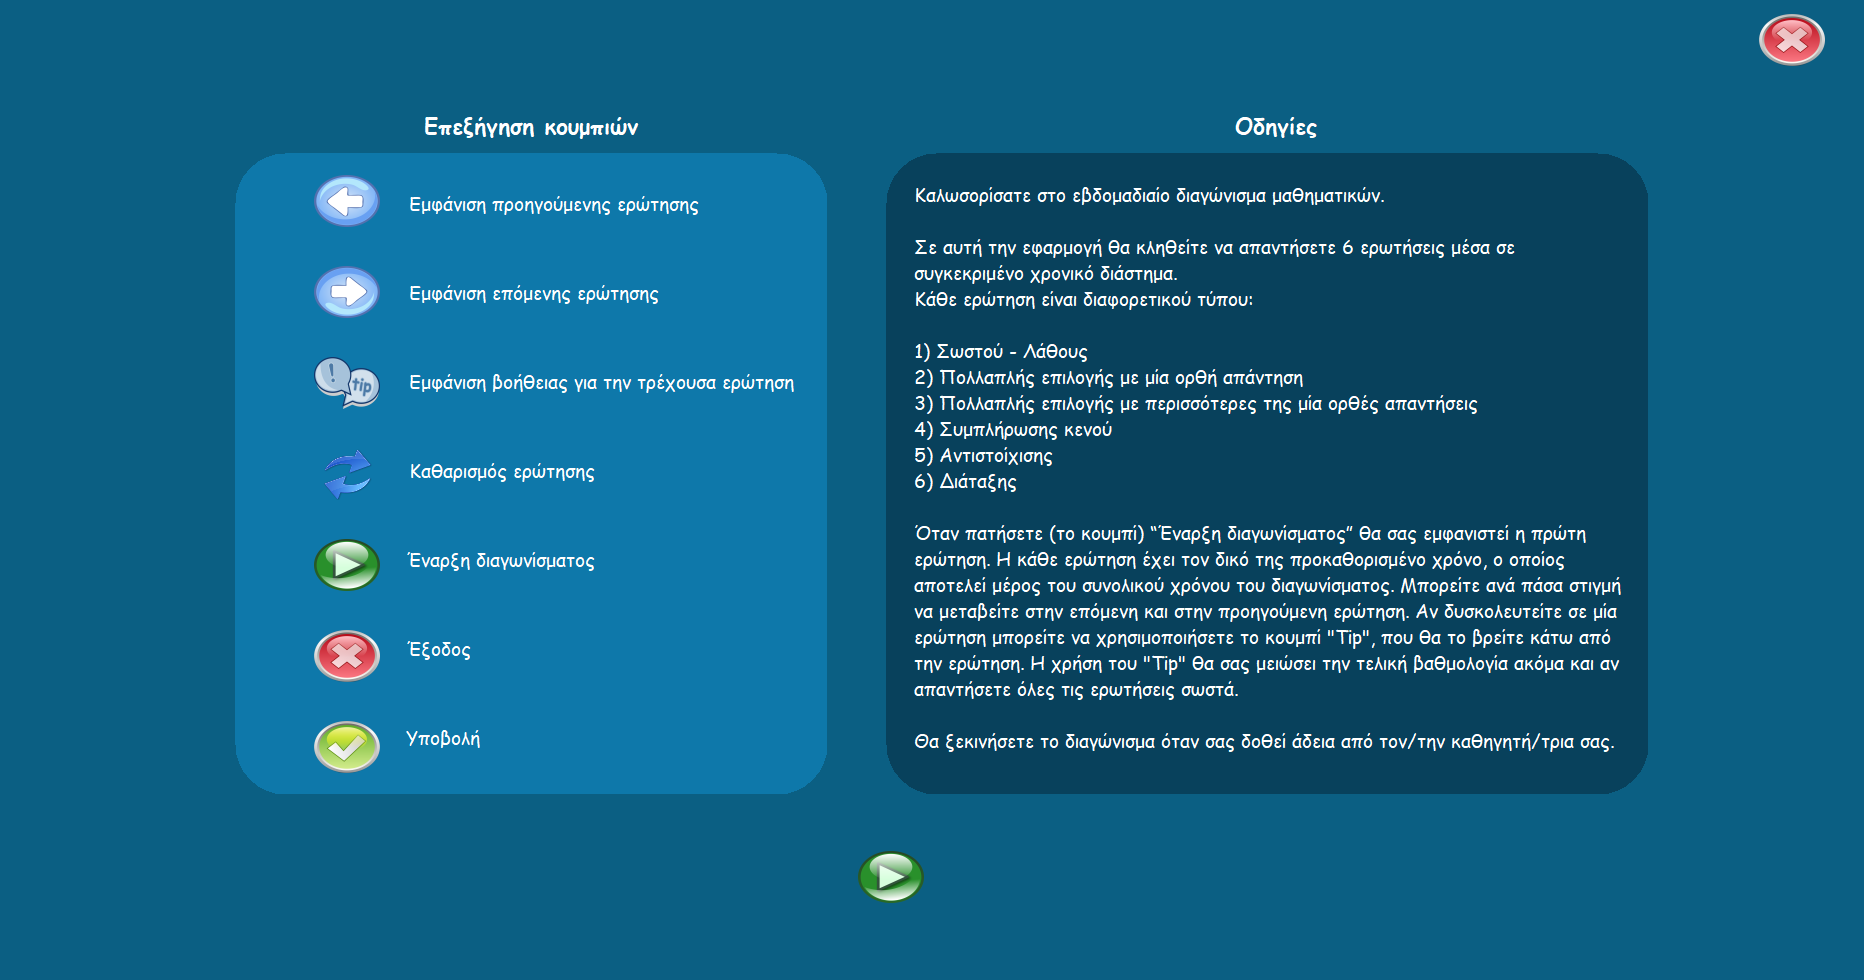 Επεξήγηση κουμπιών
Εμφάνιση προηγούμενης ερώτησης
Εμφάνιση επόμενης ερώτησης
! tip
Εμφάνιση βοήθειας για την τρέχουσα ερώτηση
Καθαρισμός ερώτησης
Έναρξη διαγωνίσματος
Έξοδος
Υποβολή
Οδηγίες
Καλωσορίσατε στο εβδομαδιαίο διαγώνισμα μαθηματικών.
Σε αυτή την εφαρμογή θα κληθείτε να απαντήσετε 6 ερωτήσεις μέσα σε
συγκεκριμένο χρονικό διάστημα.
Κάθε ερώτηση είναι διαφορετικού τύπου:
1) Σωστού - Λάθους
2) Πολλαπλής επιλογής με μία ορθή απάντηση
3) Πολλαπλής επιλογής με περισσότερες της μία ορθές απαντήσεις
4) Συμπλήρωσης κενού
5) Αντιστοίχισης
6) Διάταξης
Όταν πατήσετε (το κουμπί) “Έναρξη διαγωνίσματος” θα σας εμφανιστεί η πρώτη
ερώτηση. Η κάθε ερώτηση έχει τον δικό της προκαθορισμένο χρόνο, ο οποίος
αποτελεί μέρος του συνολικού χρόνου του διαγωνίσματος. Μπορείτε ανά πάσα στιγμή
να μεταβείτε στην επόμενη και στην προηγούμενη ερώτηση. Αν δυσκολευτείτε σε μία
ερώτηση μπορείτε να χρησιμοποιήσετε το κουμπί "Tip", που θα το βρείτε κάτω από
την ερώτηση. Η χρήση του "Tip" θα σας μειώσει την τελική βαθμολογία ακόμα και αν
απαντήσετε όλες τις ερωτήσεις σωστά.
Θα ξεκινήσετε το διαγώνισμα όταν σας δοθεί άδεια από τον/την καθηγητή/τρια σας.